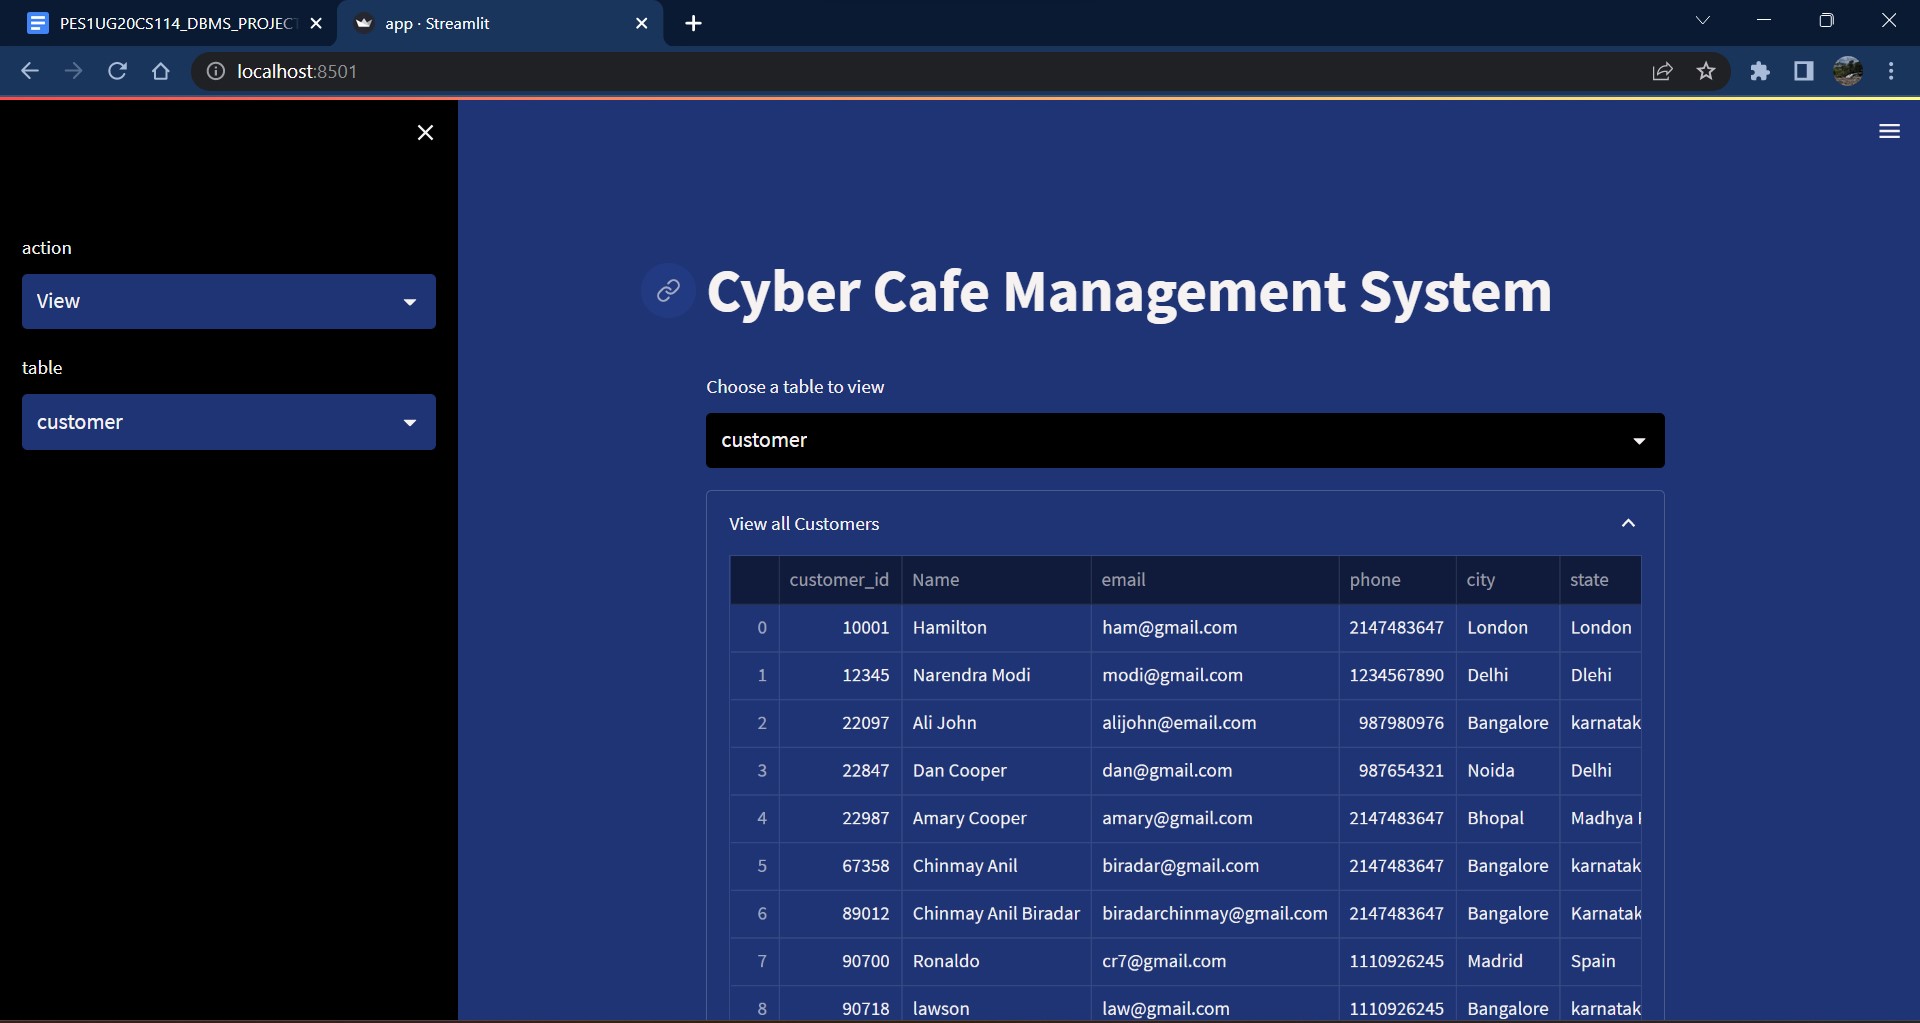 PES1UG20CS114_DBMS_PROJECT
app · Streamlit
localhost:8501
action
View
table
customer
Cyber Cafe Management System
Choose a table to view
customer
View all Customers
customer_id Name email phone city state
0 10001 Hamilton ham@gmail.com 2147483647 London London
1 12345 Narendra Modi modi@gmail.com 1234567890 Delhi Dlehi
2 22097 Ali John alijohn@email.com 987980976 Bangalore karnatak
3 22847 Dan Cooper dan@gmail.com 987654321 Noida Delhi
4 22987 Amary Cooper amary@gmail.com 2147483647 Bhopal Madhya
5 67358 Chinmay Anil biradar@gmail.com 2147483647 Bangalore karnatak
6 89012 Chinmay Anil Biradar biradarchinmay@gmail.com 2147483647 Bangalore Karnatak
7 90700 Ronaldo cr7@gmail.com 1110926245 Madrid Spain
8 90718 lawson law@gmail.com 1110926245 Bangalore karnatak